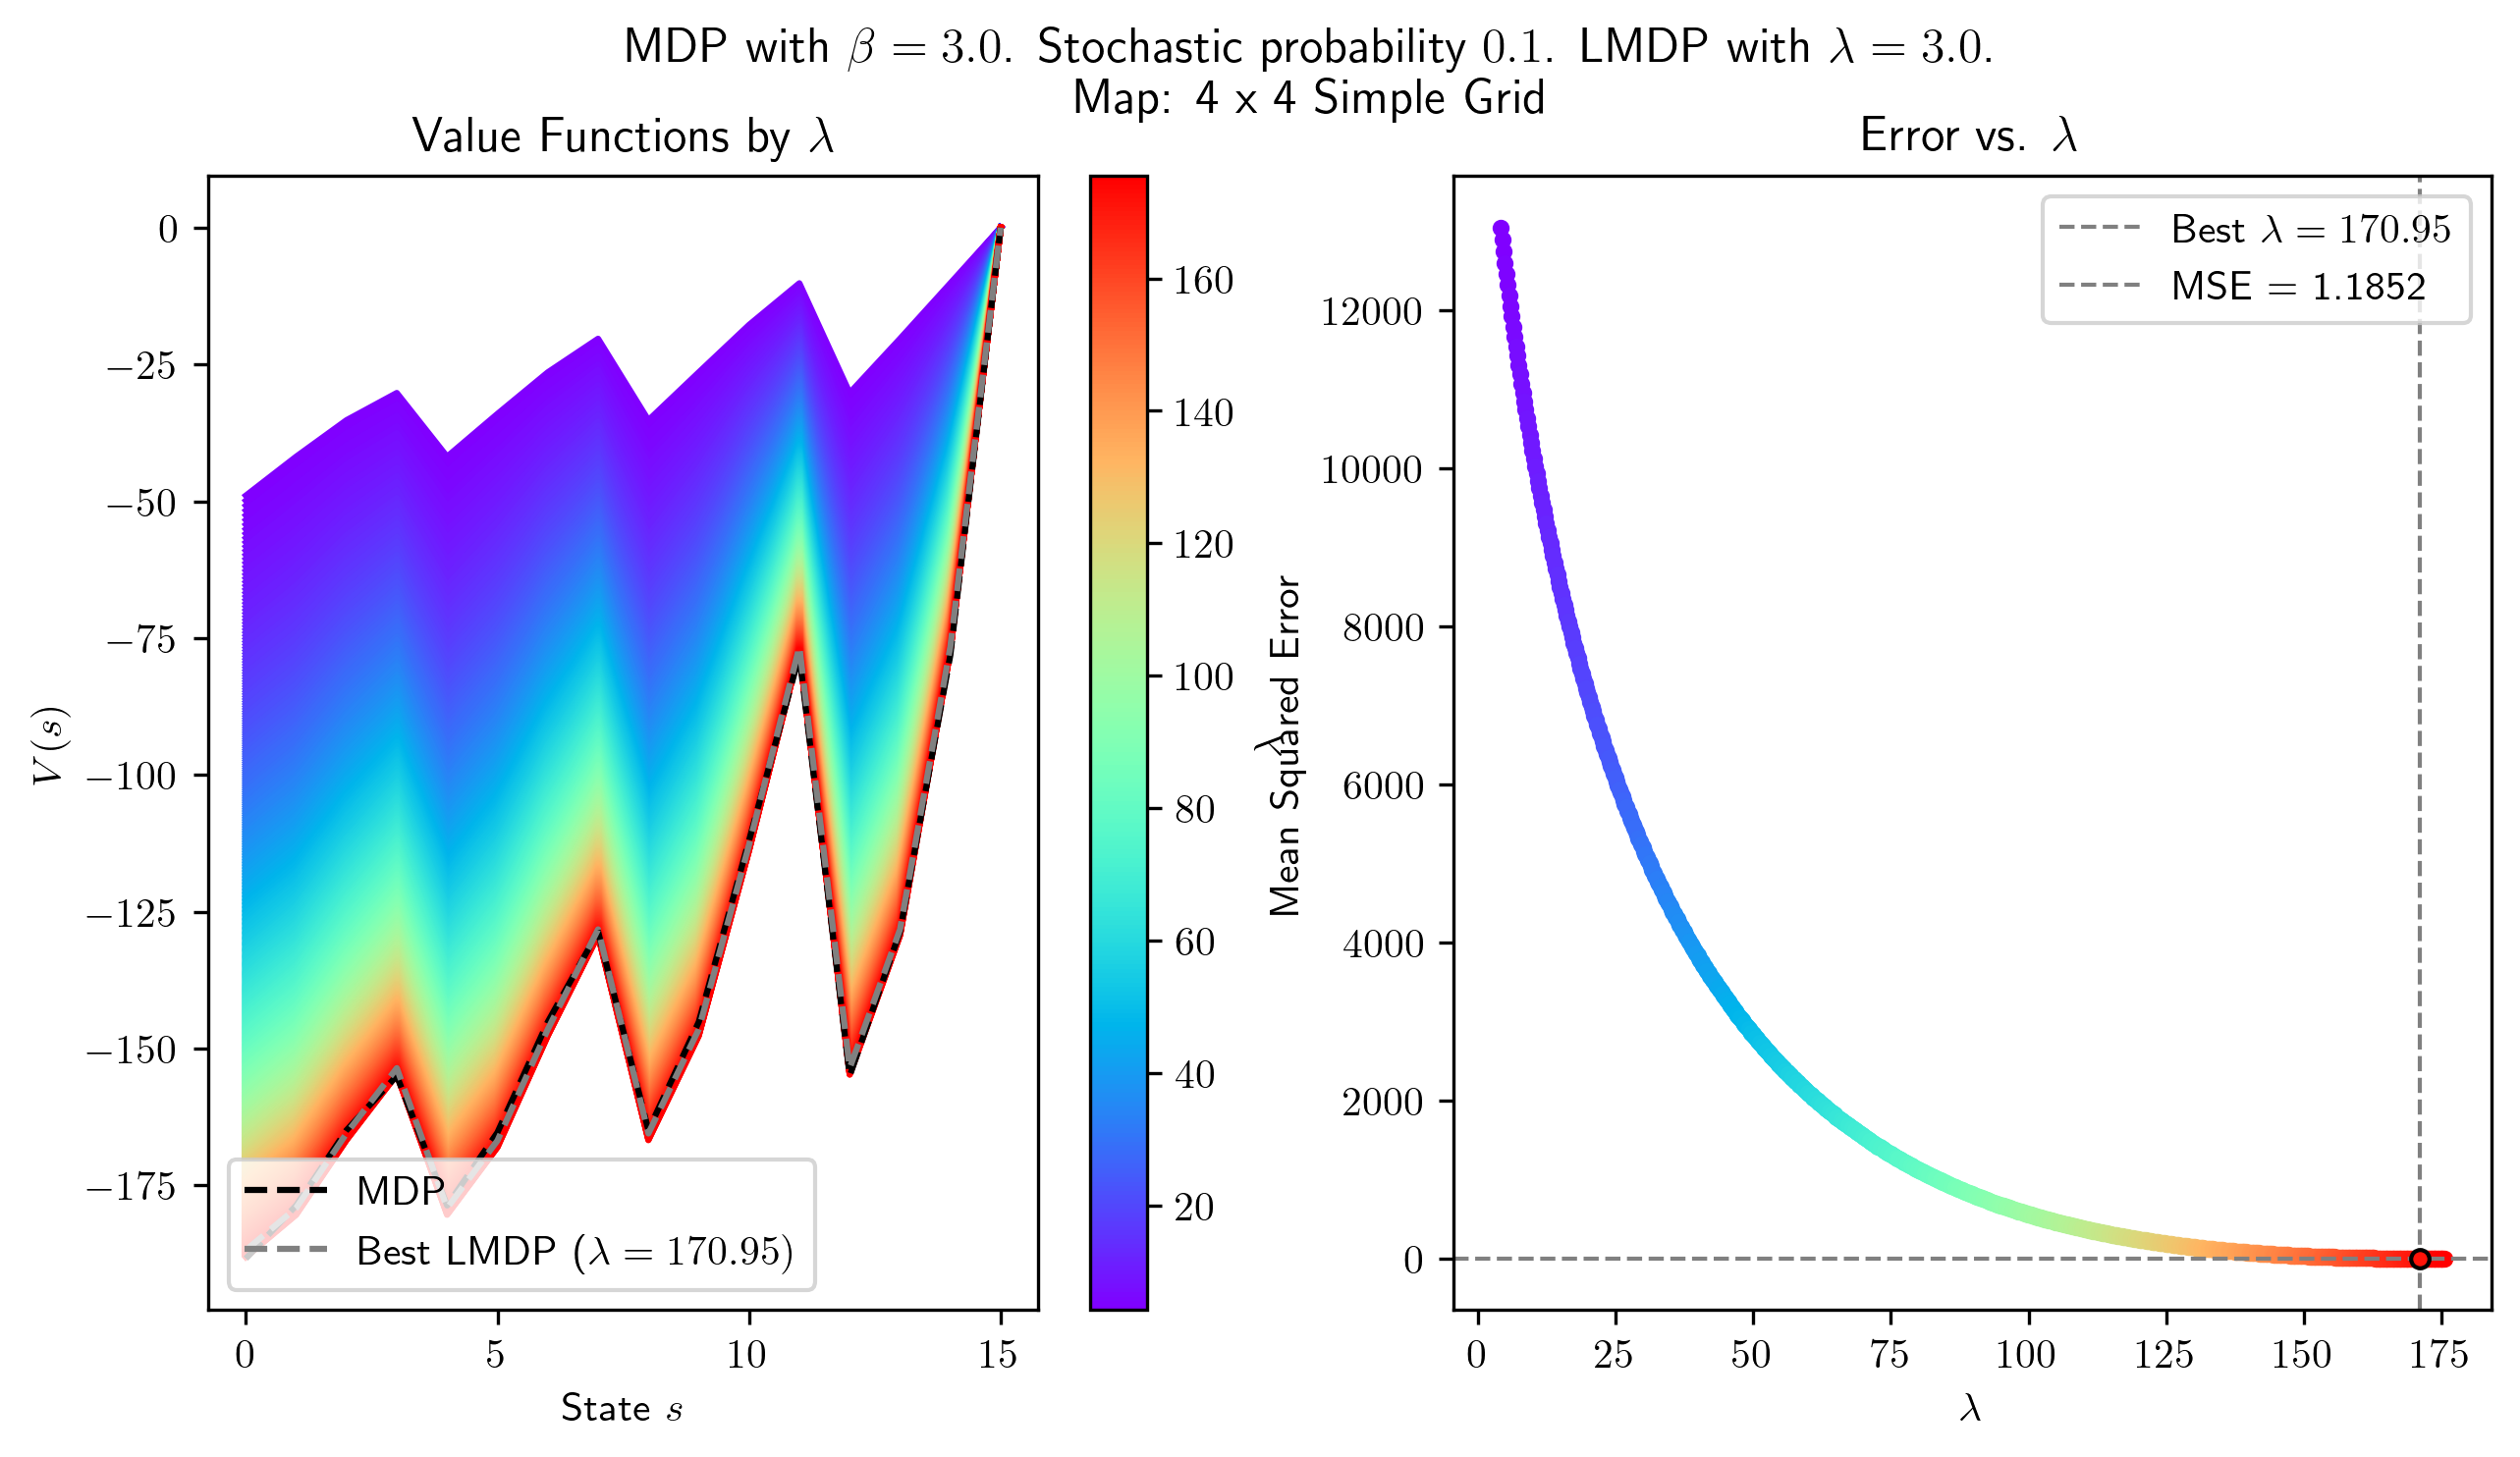 MDP with β = 3.0. Stochastic probability 0.1. LMDP with λ = 3.0.
Map: 4 x 4 Simple Grid
Value Functions by λ
0
−25
−50
−75
−100
−125
−150
−175
V(s)
MDP
Best LMDP (λ = 170.95)
0
5
10
15
State s
160
140
120
100
80
60
40
20
λ
Error vs. λ
Best λ = 170.95
MSE = 1.1852
12000
10000
8000
6000
4000
2000
0
Mean Squared Error
0
25
50
75
100
125
150
175
λ